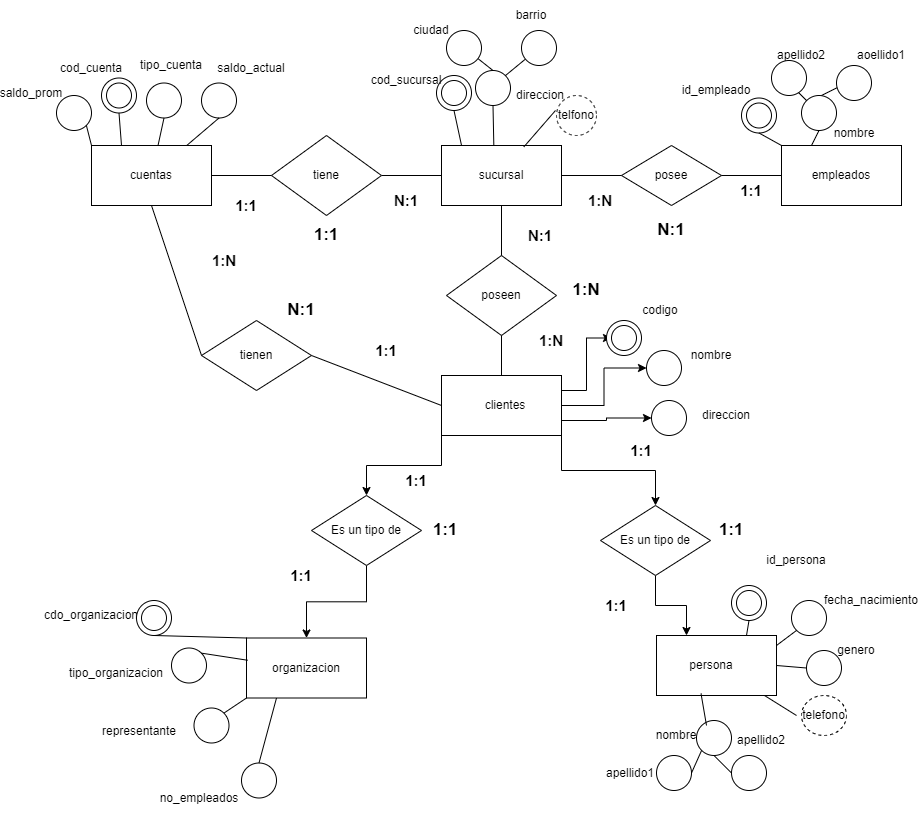 barrio
ciudad
apellido2
aoellido1
cod_cuenta
tipo_cuenta
saldo_actual
cod_sucursal
id_empleado
saldo_prom
direccion
telfono
nombre
cuentas
tiene
sucursal
posee
empleados
1:1
N:1
1:N
1:1
1:1
N:1
N:1
1:N
poseen
1:N
N:1
codigo
1:N
tienen
1:1
nombre
clientes
direccion
1:1
1:1
Es un tipo de
1:1
Es un tipo de
1:1
id_persona
1:1
1:1
fecha_nacimiento
cdo_organizacion
genero
organizacion
persona
tipo_organizacion
telefono
representante
nombre
apellido2
apellido1
no_empleados